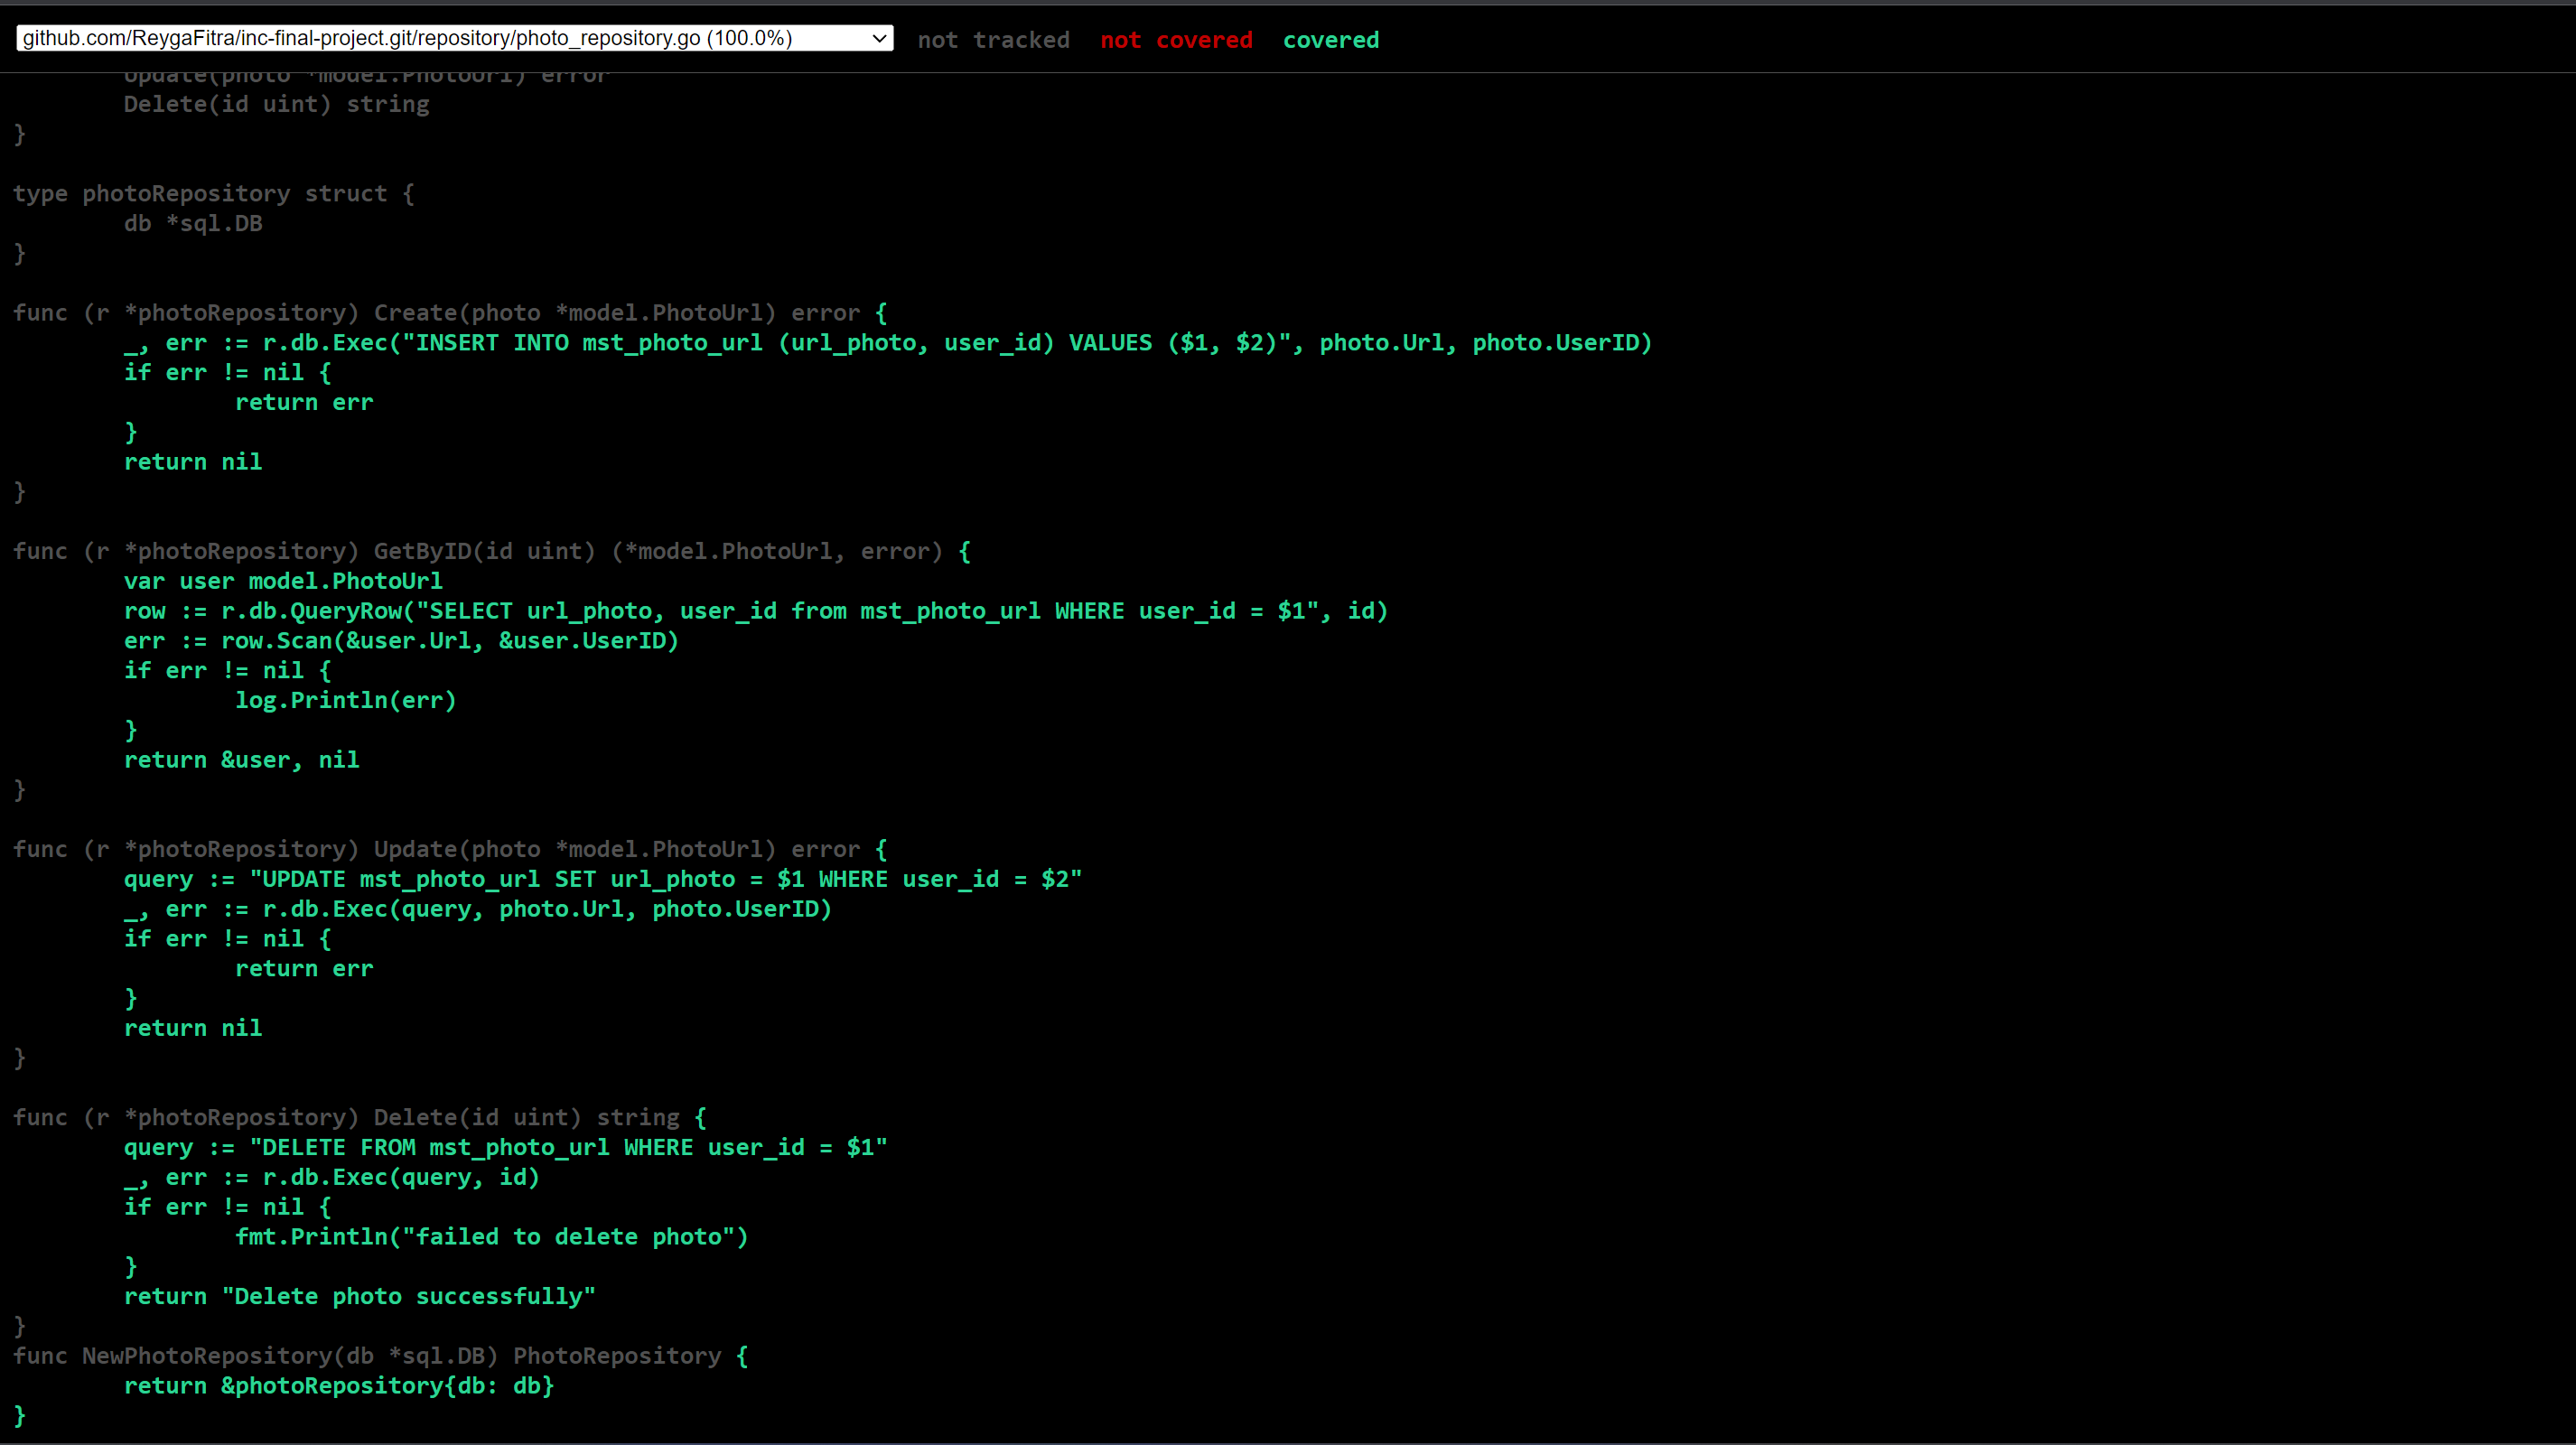 github.com/ReygaFitra/inc-final-project.git/repository/photo_repository.go (100.0%) not tracked not covered covered
Update(photo *model.PhotoUrl) error
Delete(id uint) string
}
type photoRepository struct {
db *sql.DB
}
func (r *photoRepository) Create(photo *model.PhotoUrl) error {
_, err := r.db.Exec("INSERT INTO mst_photo_url (url_photo, user_id) VALUES ($1, $2)", photo.Url, photo.UserID)
if err != nil {
return err
}
return nil
}
func (r *photoRepository) GetByID(id uint) (*model.PhotoUrl, error) {
var user model.PhotoUrl
row := r.db.QueryRow("SELECT url_photo, user_id from mst_photo_url WHERE user_id = $1", id)
err := row.Scan(&user.Url, &user.UserID)
if err != nil {
log.Println(err)
}
return &user, nil
}
func (r *photoRepository) Update(photo *model.PhotoUrl) error {
query := "UPDATE mst_photo_url SET url_photo = $1 WHERE user_id = $2"
_, err := r.db.Exec(query, photo.Url, photo.UserID)
if err != nil {
return err
}
return nil
}
func (r *photoRepository) Delete(id uint) string {
query := "DELETE FROM mst_photo_url WHERE user_id = $1"
_, err := r.db.Exec(query, id)
if err != nil {
fmt.Println("failed to delete photo")
}
return "Delete photo successfully"
}
func NewPhotoRepository(db *sql.DB) PhotoRepository {
return &photoRepository{db: db}
}